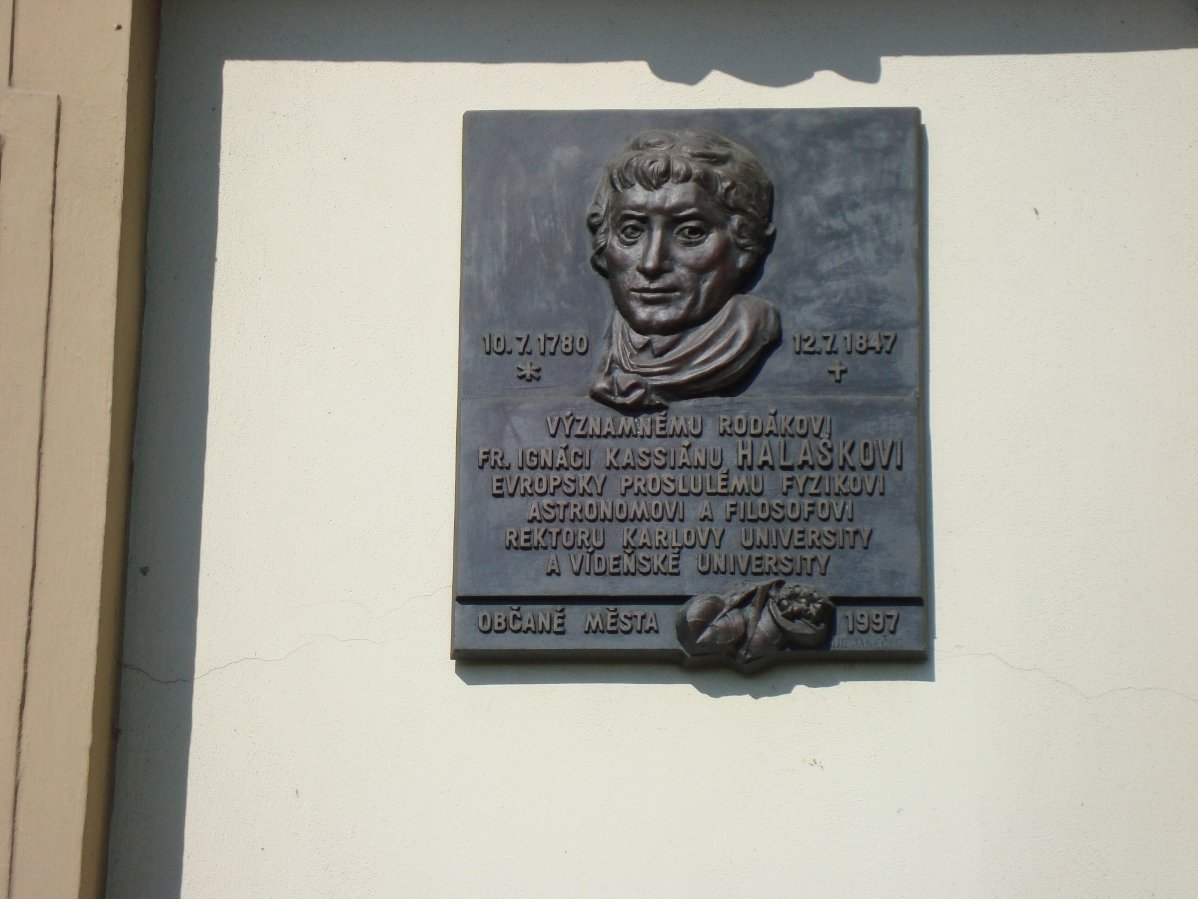 10.7.1780 12.7.1847
* +
VÝZNAMNÉMU RODÁKOVI
FR. IGNÁCI KASSIÁNU HALAŠKOVI
EVROPSKY PROSLULÉMU FYZIKOVI
ASTRONOMOVI A FILOSOFOVI
REKTORU KARLOVY UNIVERSITY
A VÍDEŇSKÉ UNIVERSITY
OBČANÉ MĚSTA 1997